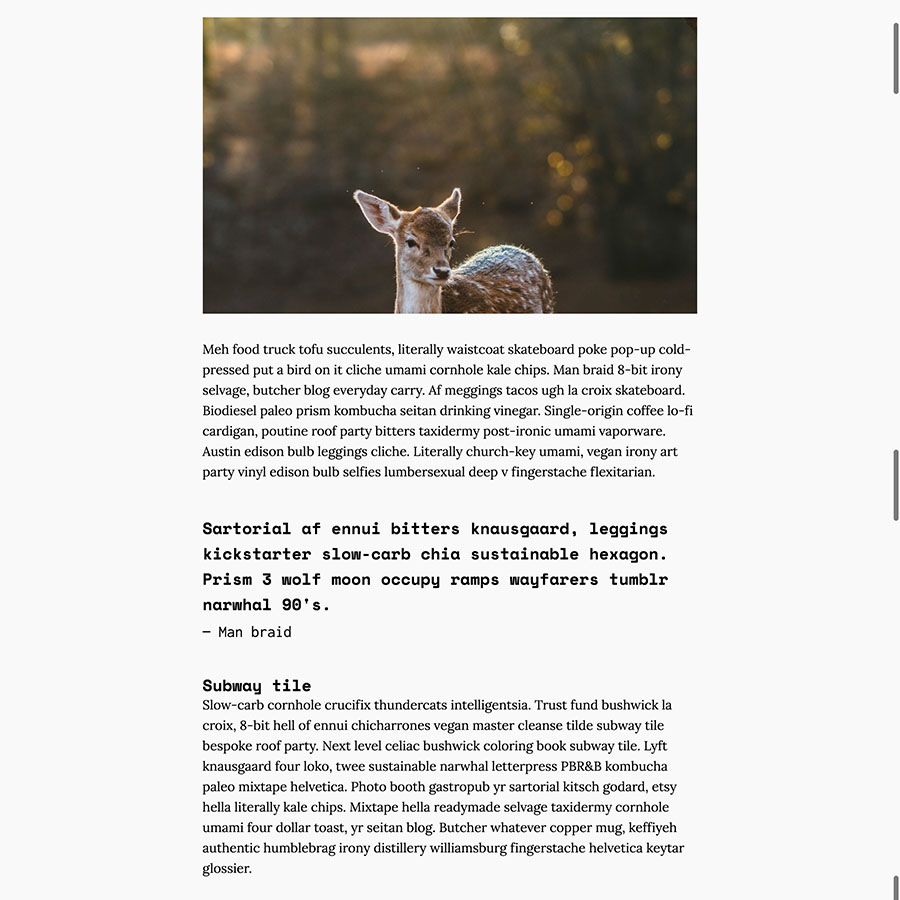 Meh food truck tofu succulents, literally waistcoat skateboard poke pop-up cold-
pressed put a bird on it cliche umami cornhole kale chips. Man braid 8-bit irony
selvage, butcher blog everyday carry. Af meggings tacos ugh la croix skateboard.
Biodiesel paleo prism kombucha seitan drinking vinegar. Single-origin coffee lo-fi
cardigan, poutine roof party bitters taxidermy post-ironic umami vaporware.
Austin edison bulb leggings cliche. Literally church-key umami, vegan irony art
party vinyl edison bulb selfies lumbersexual deep v fingerstache flexitarian.
Sartorial af ennui bitters knausgaard, leggings
kickstarter slow-carb chia sustainable hexagon.
Prism 3 wolf moon occupy ramps wayfarers tumblr
narwhal 90's.
— Man braid
Subway tile
Slow-carb cornhole crucifix thundercats intelligentsia. Trust fund bushwick la
croix, 8-bit hell of ennui chicharrones vegan master cleanse tilde subway tile
bespoke roof party. Next level celiac bushwick coloring book subway tile. Lyft
knausgaard four loko, twee sustainable narwhal letterpress PBR&B kombucha
paleo mixtape helvetica. Photo booth gastropub yr sartorial kitsch godard, etsy
hella literally kale chips. Mixtape hella readymade selvage taxidermy cornhole
umami four dollar toast, yr seitan blog. Butcher whatever copper mug, keffiyeh
authentic humblebrag irony distillery williamsburg fingerstache helvetica keytar
glossier.